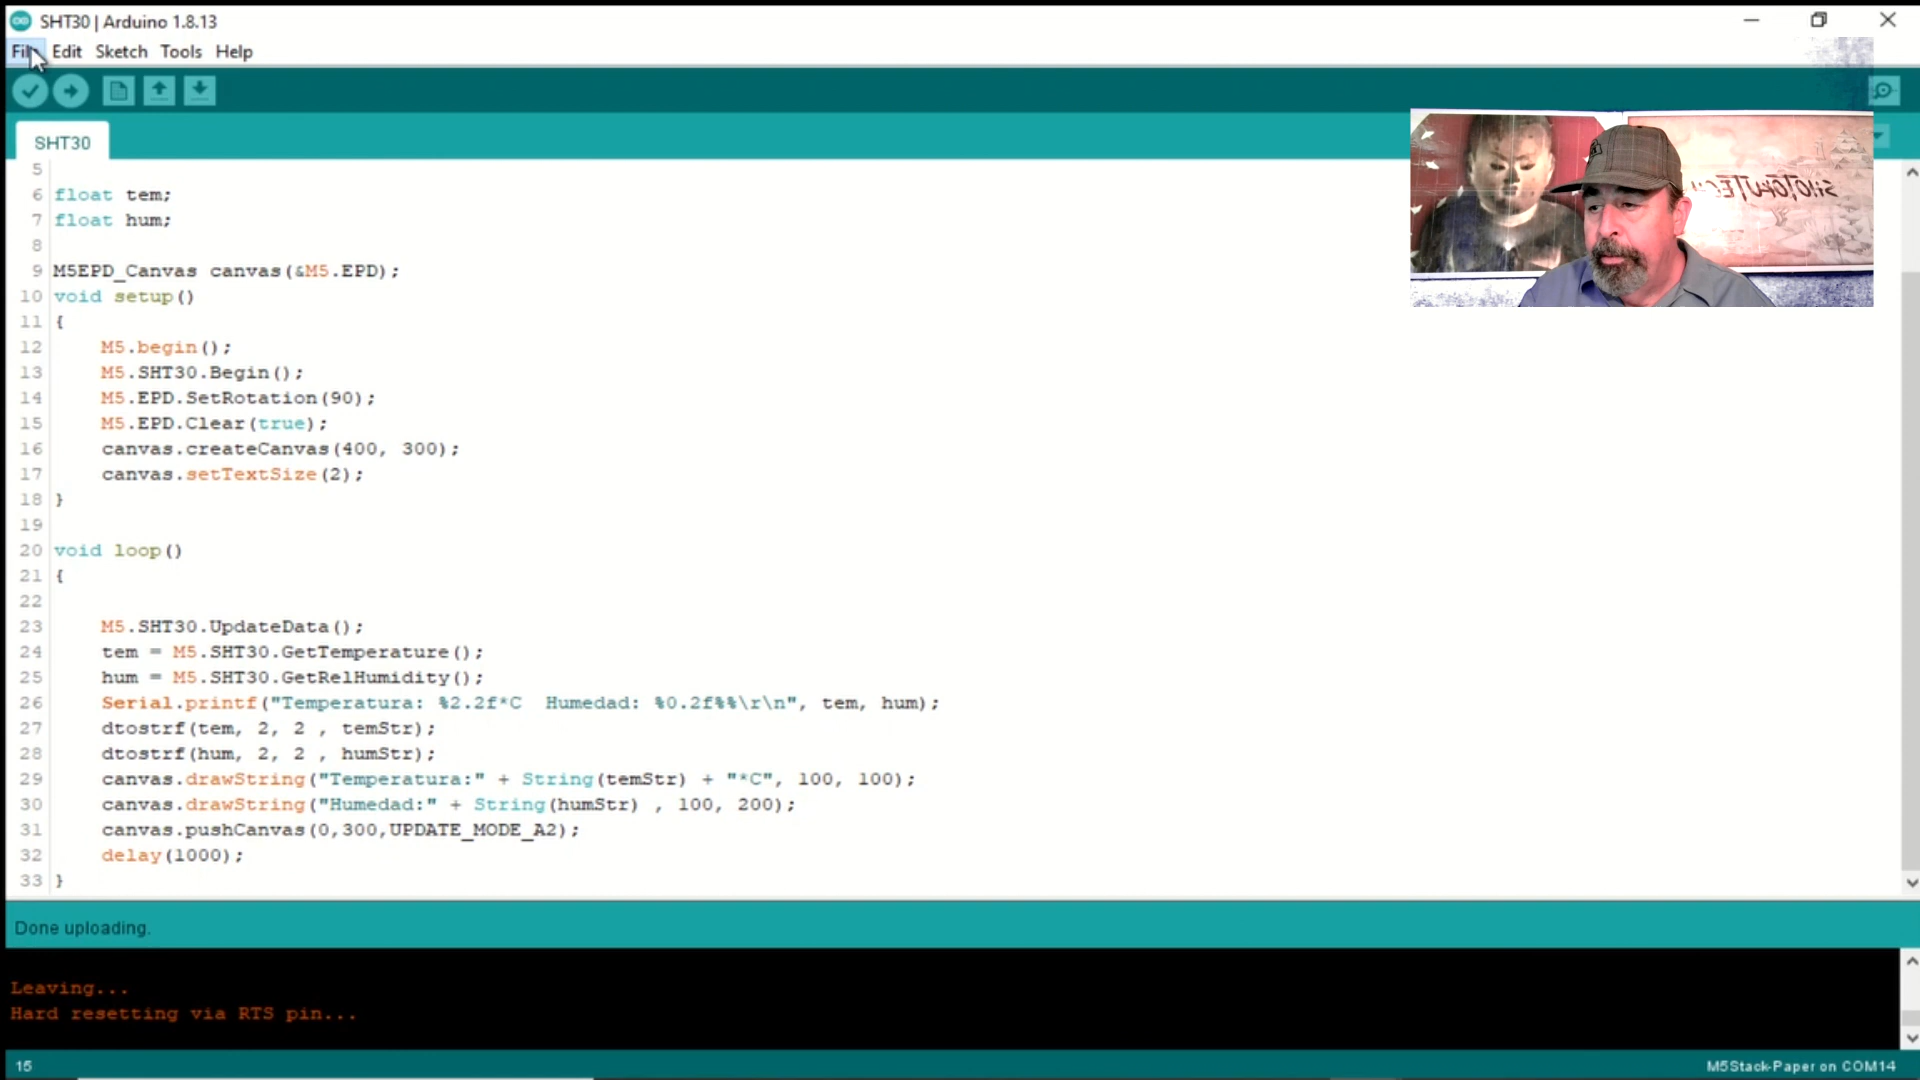 SHT30 | Arduino 1.8.13
File Edit Sketch Tools Help
SHT30
5
6 float tem;
7 float hum;
8
9 M5EPD_Canvas canvas(&M5.EPD);
10 void setup()
11 {
12 M5.begin();
13 M5.SHT30.Begin();
14 M5.EPD.SetRotation(90);
15 M5.EPD.Clear(true);
16 canvas.createCanvas(400, 300);
17 canvas.setTextSize(2);
18 }
19
20 void loop()
21 {
22
23 M5.SHT30.UpdateData();
24 tem = M5.SHT30.GetTemperature();
25 hum = M5.SHT30.GetRelHumidity();
26 Serial.printf("Temperatura: %2.2f*C  Humedad: %0.2f%%\r\n", tem, hum);
27 dtostrf(tem, 2, 2 , temStr);
28 dtostrf(hum, 2, 2 , humStr);
29 canvas.drawString("Temperatura:" + String(temStr) + "*C", 100, 100);
30 canvas.drawString("Humedad:" + String(humStr) , 100, 200);
31 canvas.pushCanvas(0,300,UPDATE_MODE_A2);
32 delay(1000);
33 }
Done uploading.
Leaving...
Hard resetting via RTS pin...
15
M5Stack-Paper on COM14